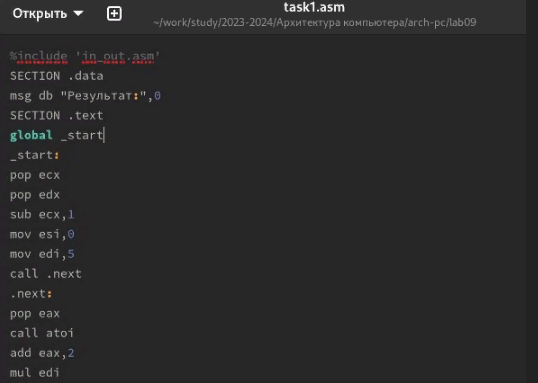 Открыть
task1.asm
~/work/study/2023-2024/Архитектура компьютера/arch-pc/lab09
%include 'in_out.asm'
SECTION .data
msg db "Результат:",0
SECTION .text
global _start
_start:
pop ecx
pop edx
sub ecx,1
mov esi,0
mov edi,5
call .next
.next:
pop eax
call atoi
add eax,2
mul edi